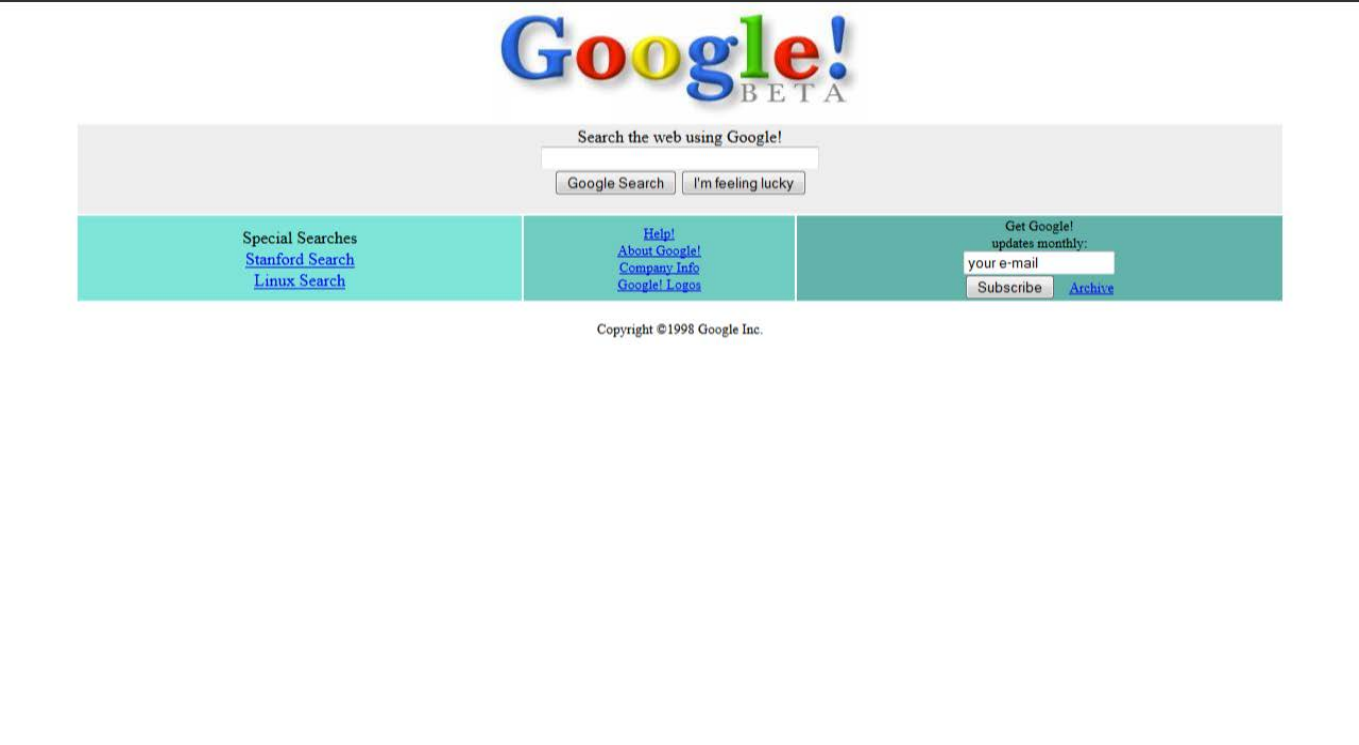 Google!
BETA
Search the web using Google!
Google Search I'm feeling lucky
Special Searches
Stanford Search
Linux Search
Help!
About Google!
Company Info
Google! Logos
Get Google!
updates monthly:
your e-mail
Subscribe Archive
Copyright ©1998 Google Inc.